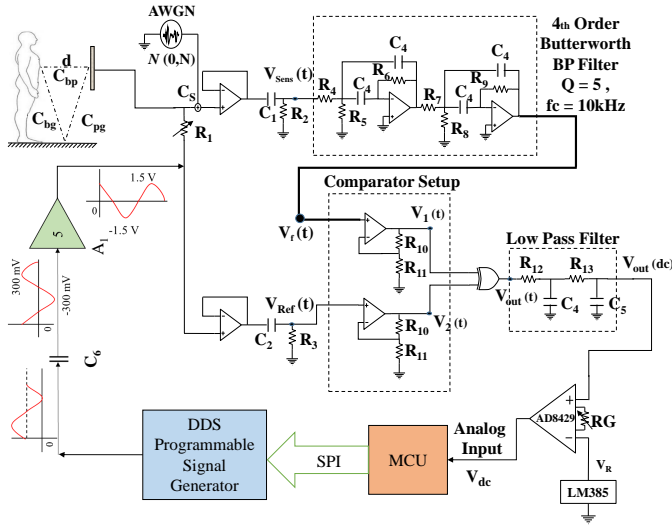 AWGN
N (0,N)
d
C_bp
C_bg
C_pg
C_S
R_1
V_Sens (t)
C_1
R_2
4th Order
Butterworth
BP Filter
Q = 5 ,
fc = 10kHz
C_4
C_4
R_4
R_6
C_4
R_5
R_7
R_9
C_4
R_8
Comparator Setup
V_f (t)
V_1 (t)
R_10
R_11
1.5 V
0
-1.5 V
5
A_1
300 mV
-300 mV
0
V_Ref (t)
C_2
R_3
R_10
V_2 (t)
R_11
Low Pass Filter
R_12
R_13
V_out (dc)
V_out (t)
C_4
C_5
C_6
0
DDS
Programmable
Signal
Generator
SPI
MCU
Analog
Input
V_dc
+
AD8429
−
RG
V_R
LM385